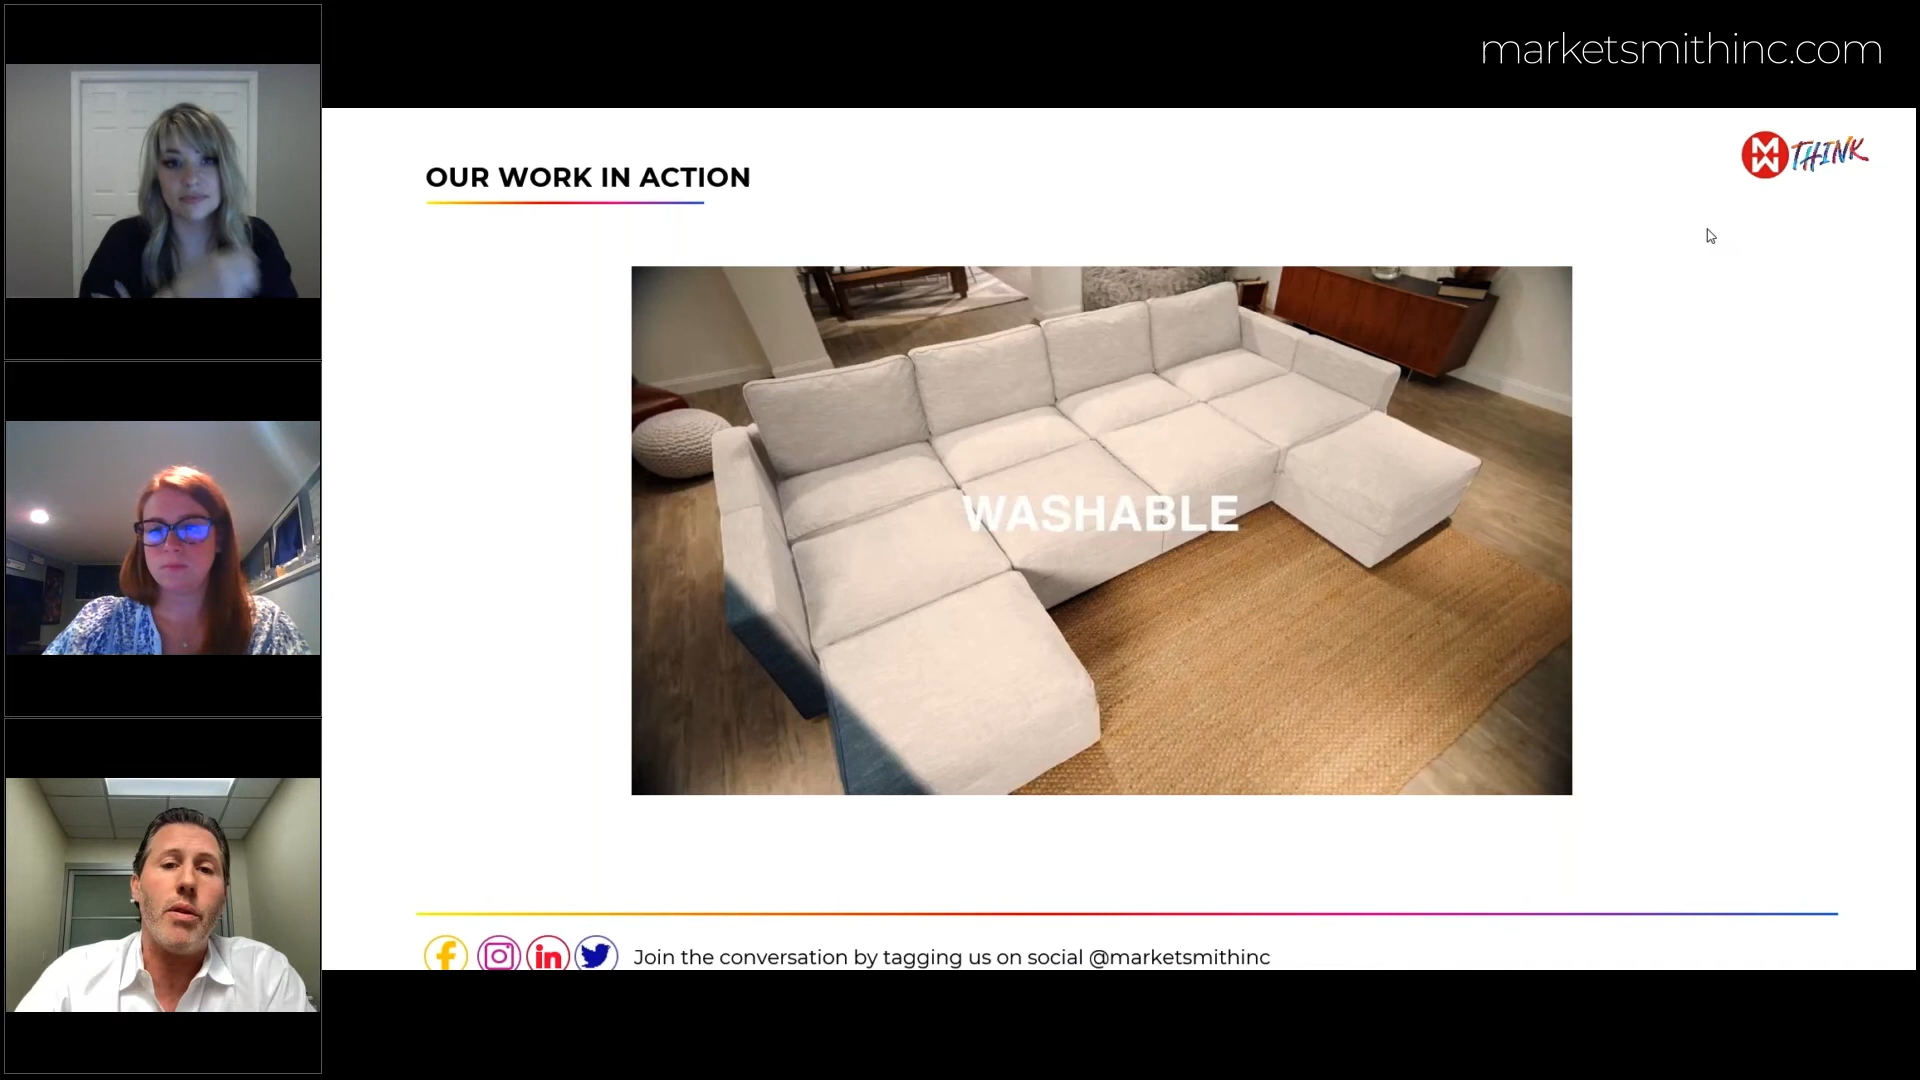 marketsmithinc.com
OUR WORK IN ACTION
THINK
WASHABLE
Join the conversation by tagging us on social @marketsmithinc